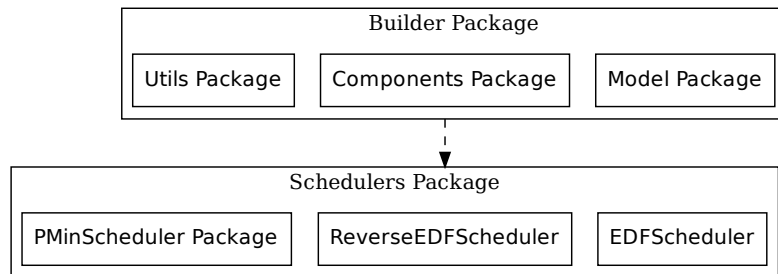 Builder Package
Utils Package
Components Package
Model Package
Schedulers Package
PMinScheduler Package
ReverseEDFScheduler
EDFScheduler